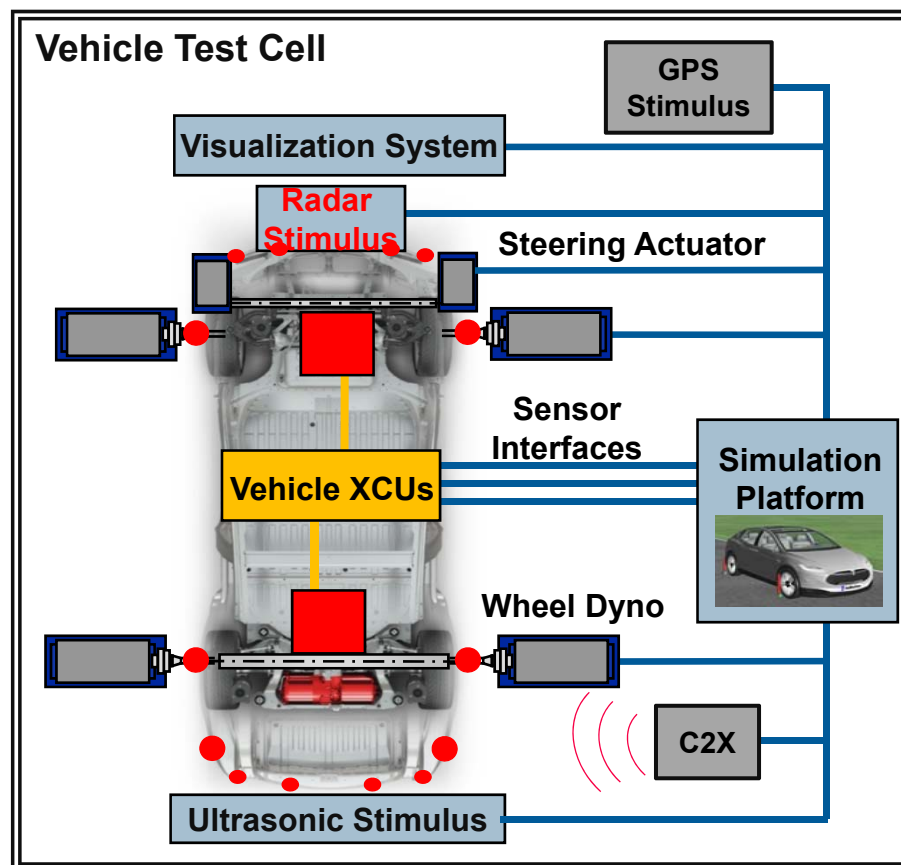 Vehicle Test Cell
GPS
Stimulus
Visualization System
Radar
Stimulus
Steering Actuator
Sensor
Interfaces
Vehicle XCUs
Simulation
Platform
Wheel Dyno
C2X
Ultrasonic Stimulus